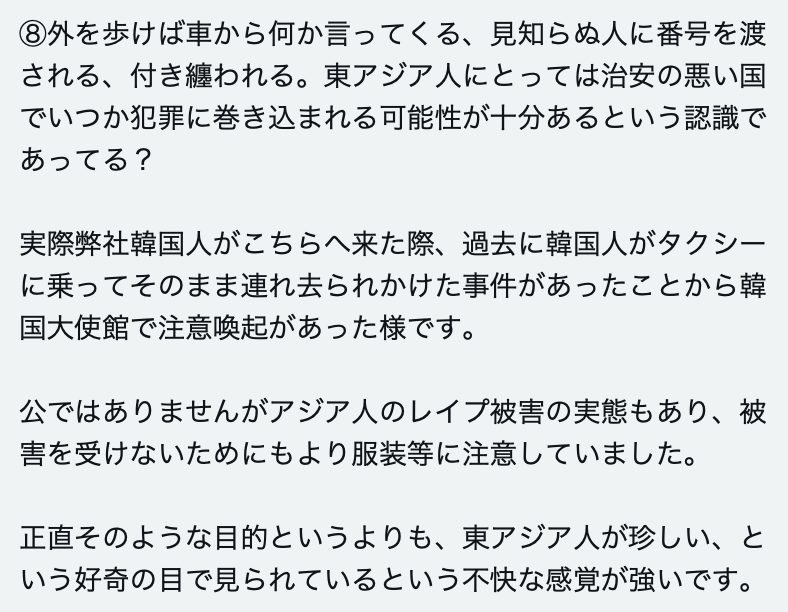 ⑧外を歩けば車から何か言ってくる、見知らぬ人に番号を渡
される、付き纏われる。東アジア人にとっては治安の悪い国
でいつか犯罪に巻き込まれる可能性が十分あるという認識で
あってる？
実際弊社韓国人がこちらへ来た際、過去に韓国人がタクシー
に乗ってそのまま連れ去られかけた事件があったことから韓
国大使館で注意喚起があった様です。
公ではありませんがアジア人のレイプ被害の実態もあり、被
害を受けないためにもより服装等に注意していました。
正直そのような目的というよりも、東アジア人が珍しい、と
いう好奇の目で見られているという不快な感覚が強いです。